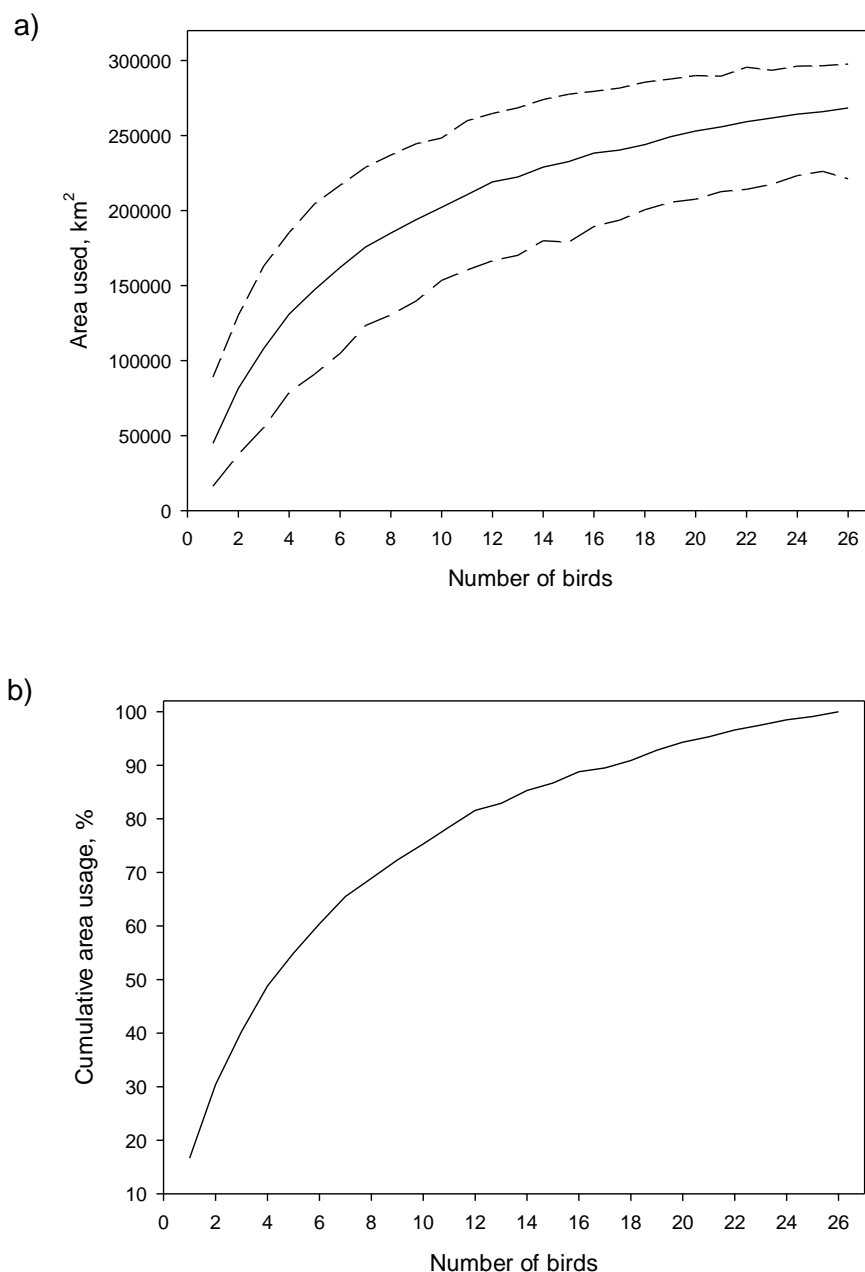 a)
300000
250000
200000
150000
100000
50000
0
Area used, km²
0 2 4 6 8 10 12 14 16 18 20 22 24 26
Number of birds
b)
100
90
80
70
60
50
40
30
20
10
Cumulative area usage, %
0 2 4 6 8 10 12 14 16 18 20 22 24 26
Number of birds